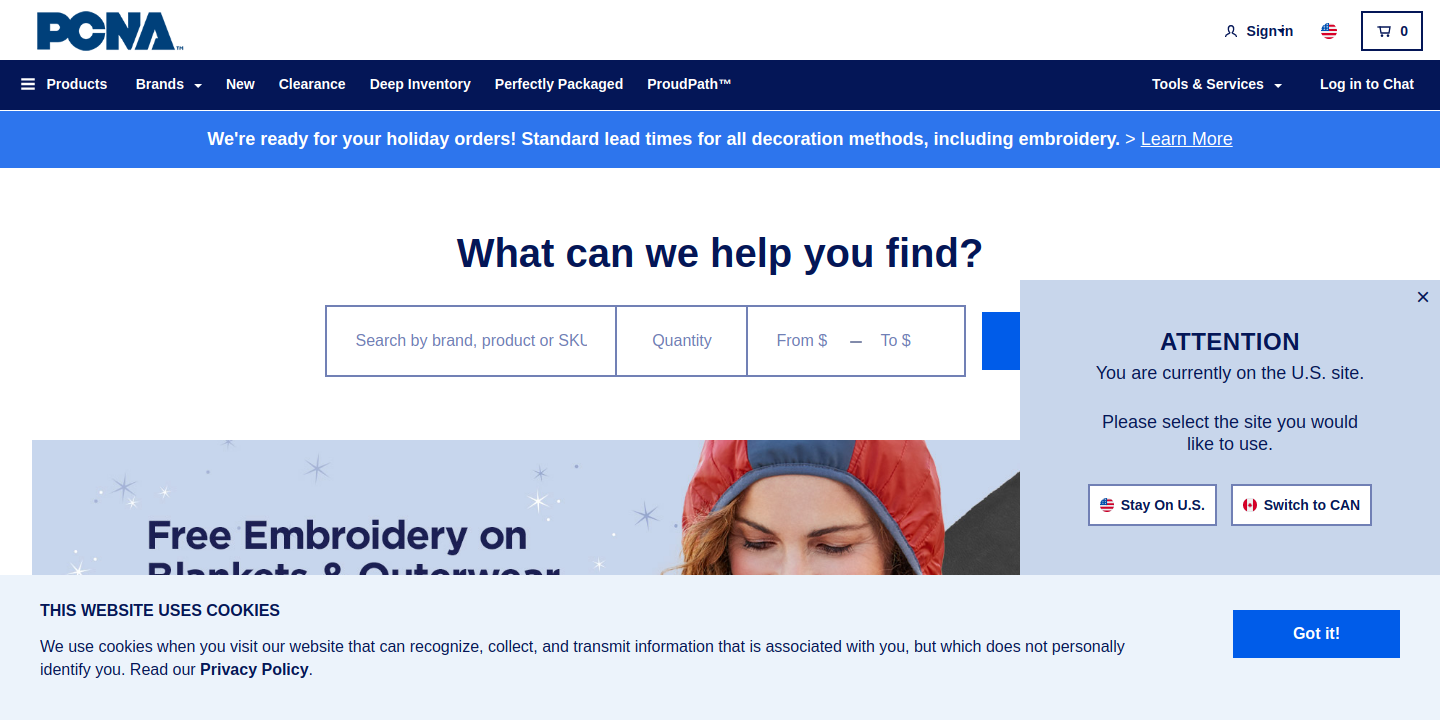 PCNA™
Sign in
0
Products
Brands
New
Clearance
Deep Inventory
Perfectly Packaged
ProudPath™
Tools & Services
Log in to Chat
We're ready for your holiday orders! Standard lead times for all decoration methods, including embroidery. > Learn More
What can we help you find?
Search by brand, product or SKU
Quantity
From $
–
To $
×
ATTENTION
You are currently on the U.S. site.
Please select the site you would
like to use.
Stay On U.S.
Switch to CAN
Free Embroidery on
Blankets & Outerwear
THIS WEBSITE USES COOKIES
We use cookies when you visit our website that can recognize, collect, and transmit information that is associated with you, but which does not personally
identify you. Read our Privacy Policy.
Got it!